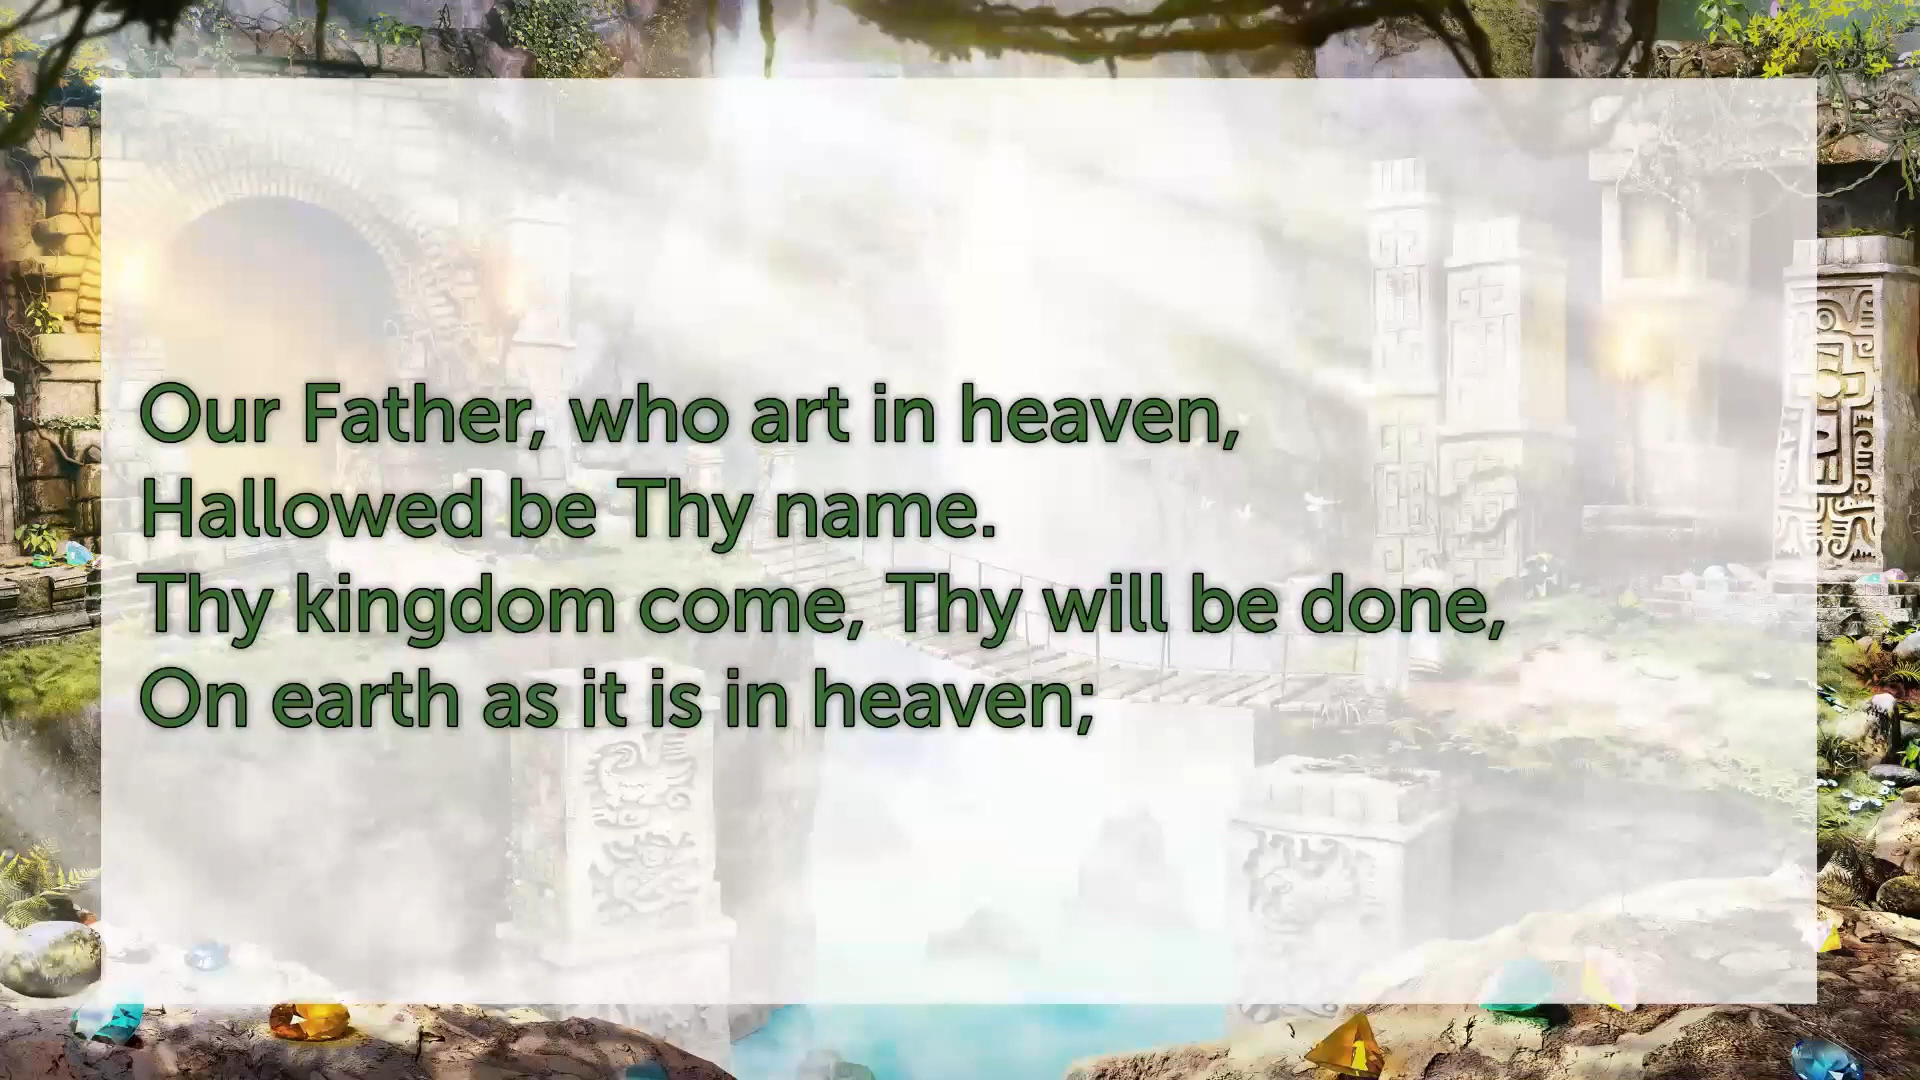 Our Father, who art in heaven,
Hallowed be Thy name.
Thy kingdom come, Thy will be done,
On earth as it is in heaven;